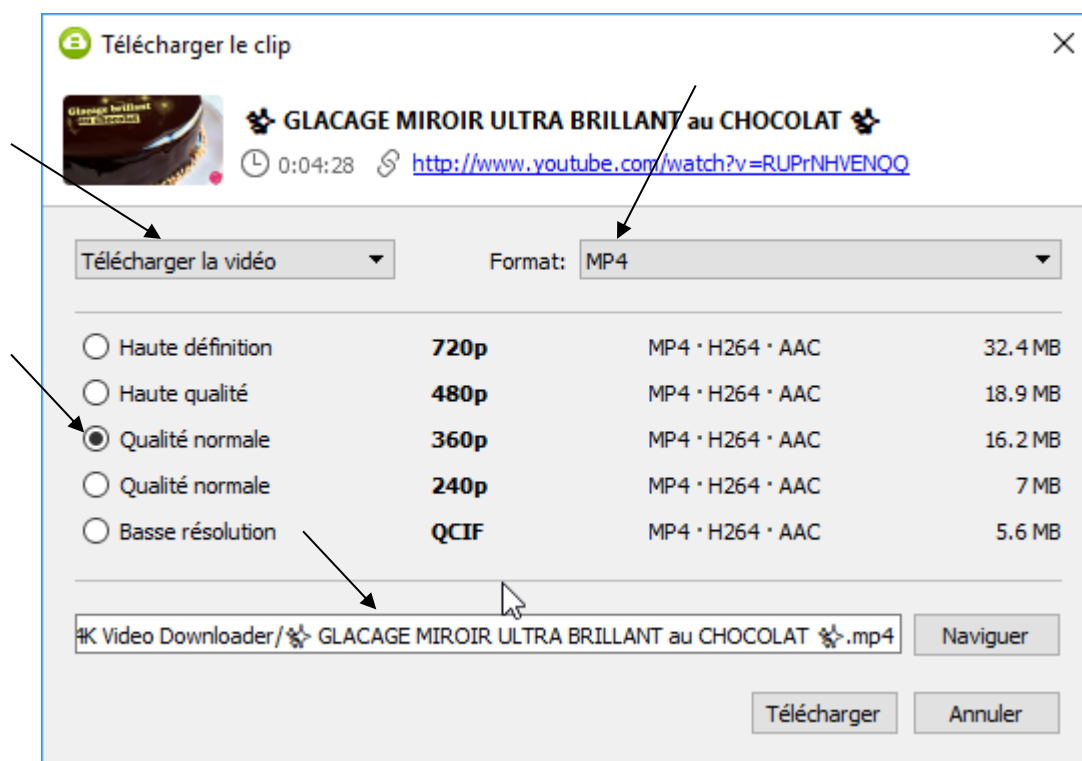 Télécharger le clip
Glacage brillant
au chocolat
GLACAGE MIROIR ULTRA BRILLANT au CHOCOLAT
0:04:28 http://www.youtube.com/watch?v=RUPrNHVENQQ
Télécharger la vidéo Format: MP4
Haute définition 720p MP4 · H264 · AAC 32.4 MB
Haute qualité 480p MP4 · H264 · AAC 18.9 MB
Qualité normale 360p MP4 · H264 · AAC 16.2 MB
Qualité normale 240p MP4 · H264 · AAC 7 MB
Basse résolution QCIF MP4 · H264 · AAC 5.6 MB
4K Video Downloader/✨ GLACAGE MIROIR ULTRA BRILLANT au CHOCOLAT ✨.mp4 Naviguer
Télécharger Annuler